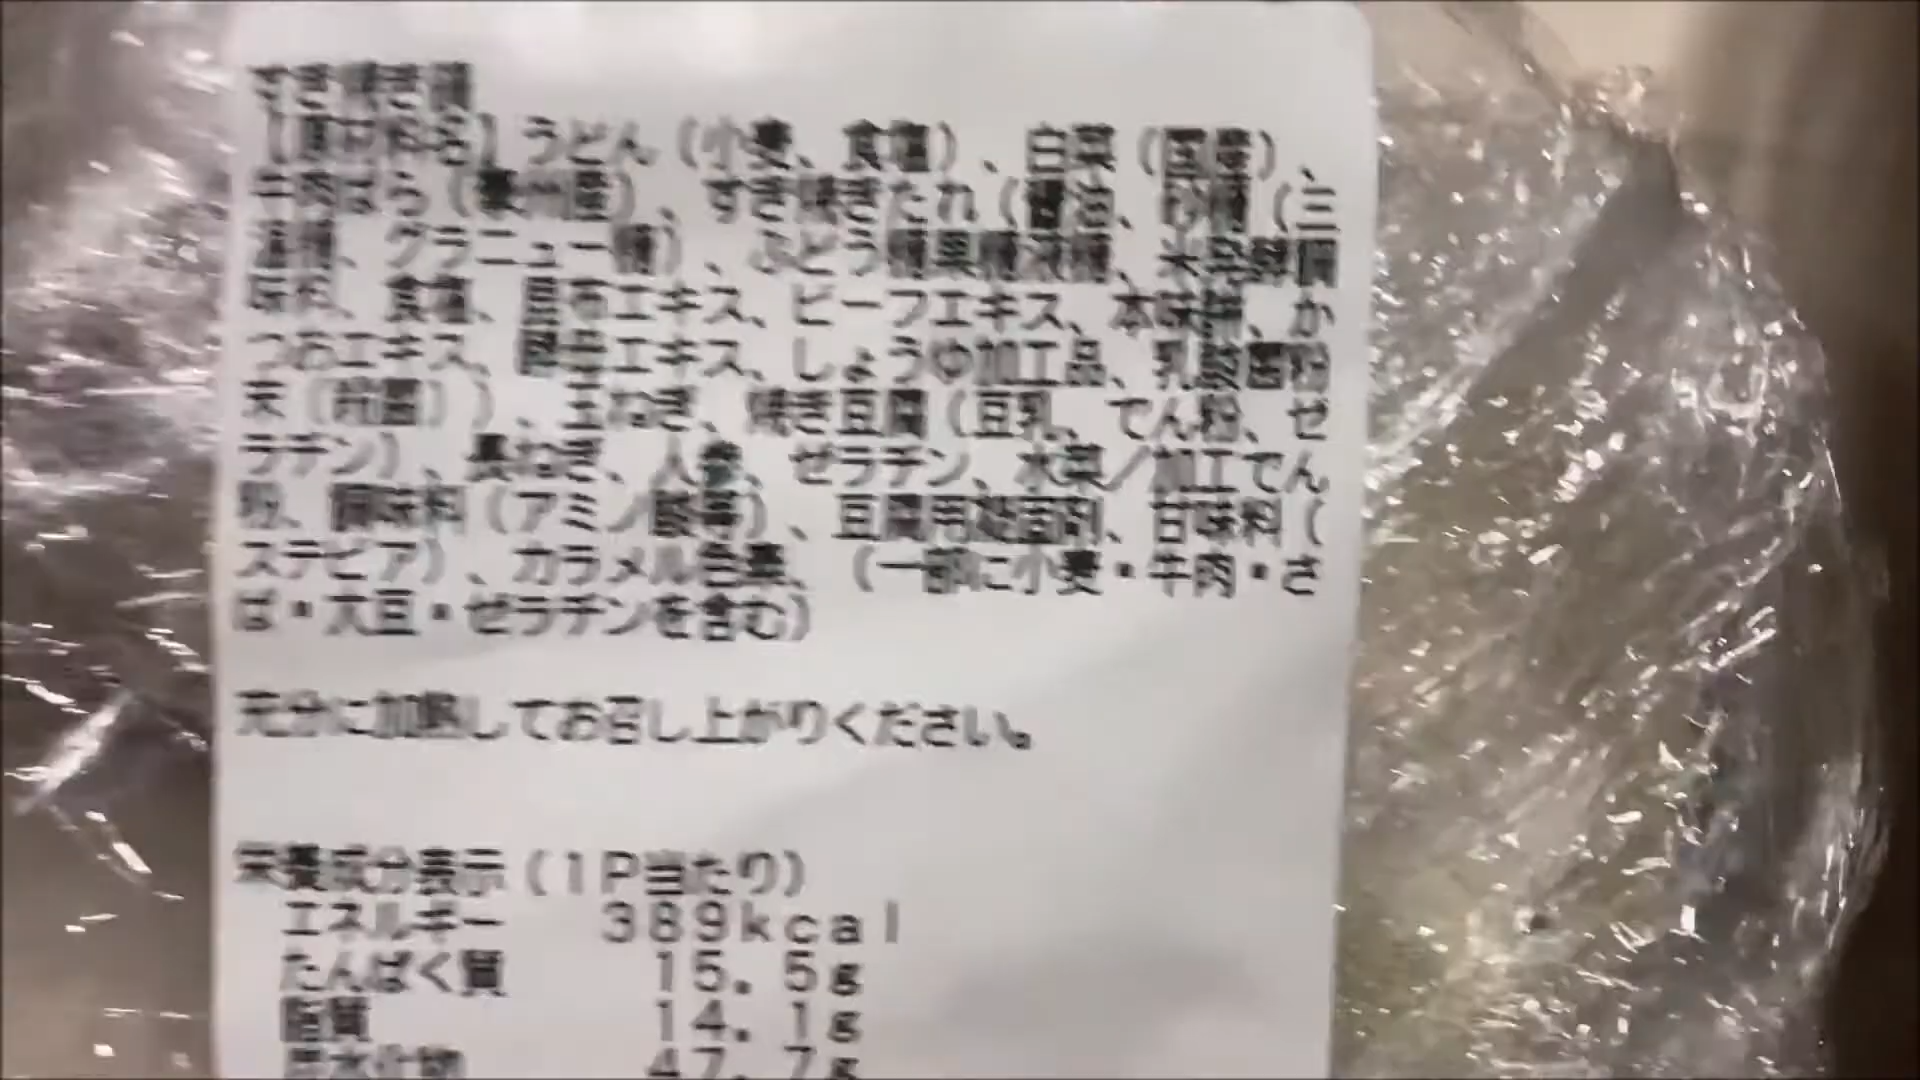 すき焼き鍋
【原材料名】うどん（小麦、食塩）、白菜（国産）、
牛肉ばら（豪州産）、すき焼きたれ（醤油、砂糖（三
温糖、グラニュー糖）、ぶどう糖果糖液糖、米発酵調
味料、食塩、昆布エキス、ビーフエキス、本味醂、か
つおエキス、酵母エキス、しょうゆ加工品、乳酸菌粉
末（殺菌））、玉ねぎ、焼き豆腐（豆乳、でん粉、ゼ
ラチン）、長ねぎ、人参、ゼラチン、水菜／加工でん
粉、調味料（アミノ酸等）、豆腐用凝固剤、甘味料（
ステビア）、カラメル色素、（一部に小麦・牛肉・さ
ば・大豆・ゼラチンを含む）
充分に加熱してお召し上がりください。
栄養成分表示（１Ｐ当たり）
エネルギー　３８９ｋｃａｌ
たんぱく質　１５．５ｇ
脂質　１４．１ｇ
炭水化物　４７．７ｇ